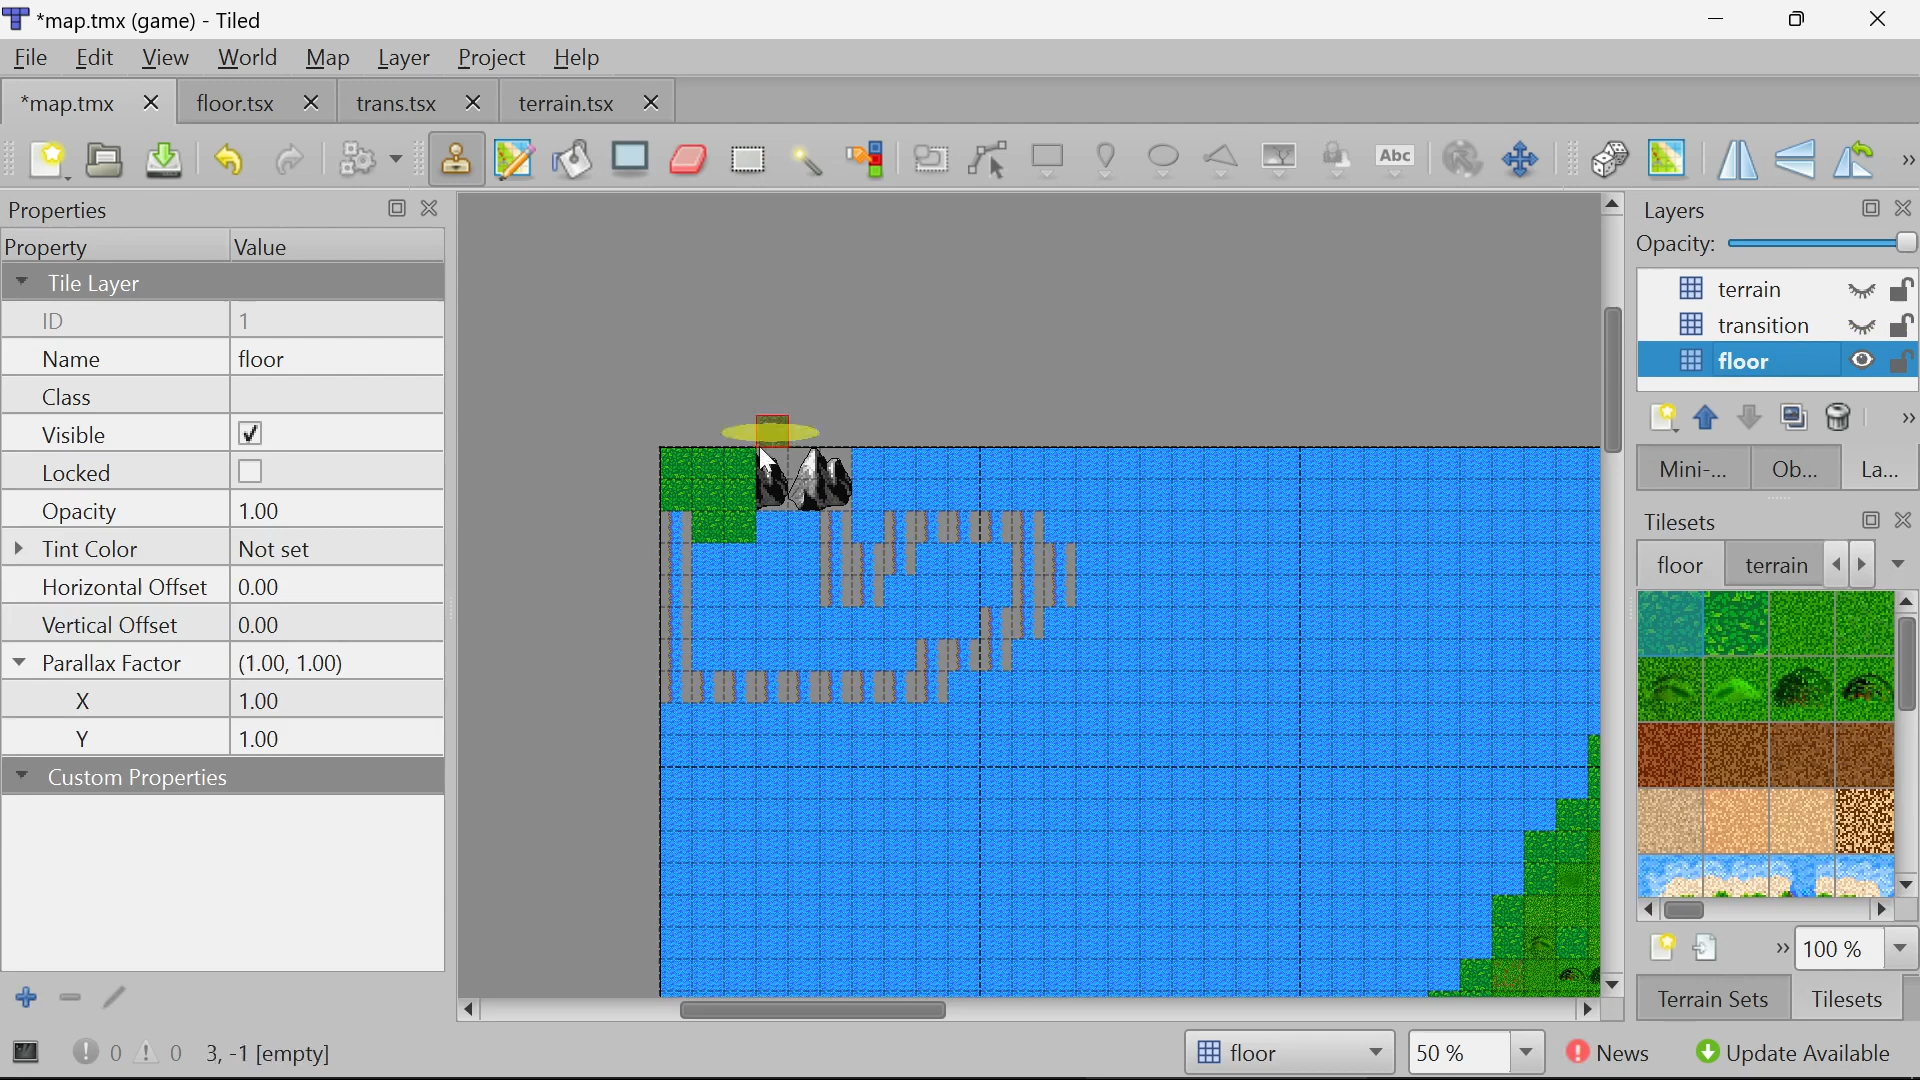 *map.tmx (game) - Tiled
File Edit View World Map Layer Project Help
*map.tmx floor.tsx trans.tsx terrain.tsx
Abc
Properties
Property Value
Tile Layer
ID 1
Name floor
Class
Visible
Locked
Opacity 1.00
Tint Color Not set
Horizontal Offset 0.00
Vertical Offset 0.00
Parallax Factor (1.00, 1.00)
X 1.00
Y 1.00
Custom Properties
Layers
Opacity:
terrain
transition
floor
Mini-... Ob... La...
Tilesets
floor terrain
100 %
Terrain Sets Tilesets
0 0 3, -1 [empty]
floor 50 % News Update Available